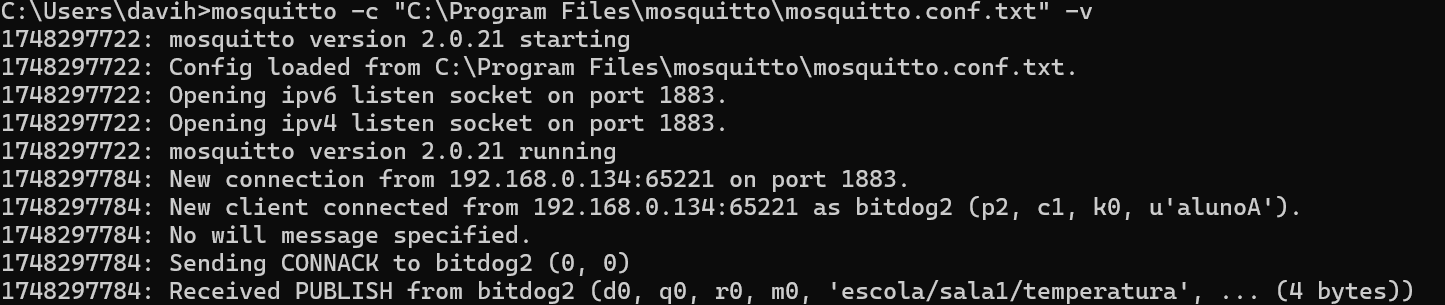 C:\Users\davih>mosquitto -c "C:\Program Files\mosquitto\mosquitto.conf.txt" -v
1748297722: mosquitto version 2.0.21 starting
1748297722: Config loaded from C:\Program Files\mosquitto\mosquitto.conf.txt.
1748297722: Opening ipv6 listen socket on port 1883.
1748297722: Opening ipv4 listen socket on port 1883.
1748297722: mosquitto version 2.0.21 running
1748297784: New connection from 192.168.0.134:65221 on port 1883.
1748297784: New client connected from 192.168.0.134:65221 as bitdog2 (p2, c1, k0, u'alunoA').
1748297784: No will message specified.
1748297784: Sending CONNACK to bitdog2 (0, 0)
1748297784: Received PUBLISH from bitdog2 (d0, q0, r0, m0, 'escola/sala1/temperatura', ... (4 bytes))